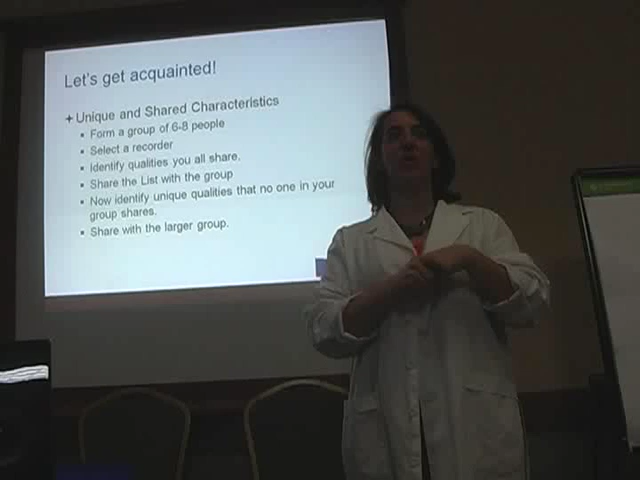 Let's get acquainted!
+ Unique and Shared Characteristics
▪ Form a group of 6-8 people
▪ Select a recorder
▪ Identify qualities you all share.
▪ Share the List with the group
▪ Now identify unique qualities that no one in your
group shares.
▪ Share with the larger group.